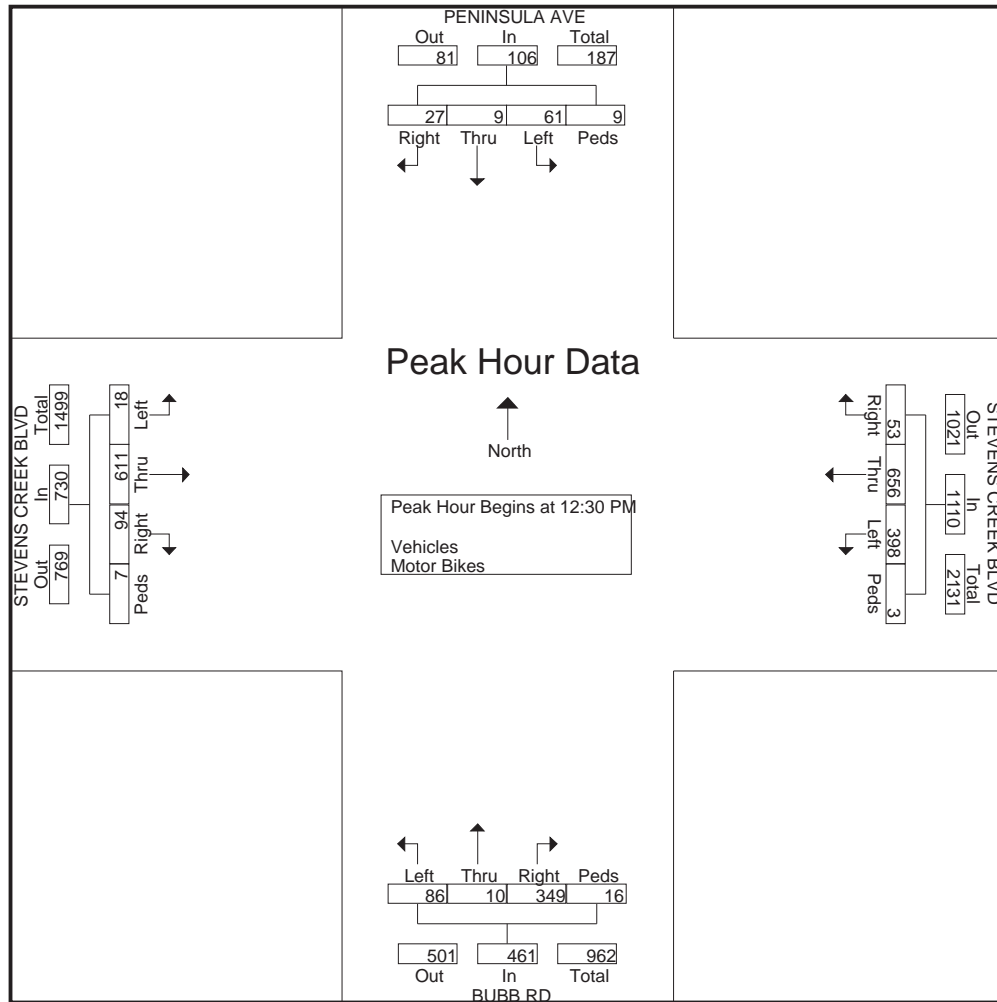 PENINSULA AVE
Out In Total
81 106 187
27 9 61 9
Right Thru Left Peds
Peak Hour Data
North
Peak Hour Begins at 12:30 PM
Vehicles
Motor Bikes
STEVENS CREEK BLVD
Total In Out
1499 730 769
18 611 94 7
Left Thru Right Peds
STEVENS CREEK BLVD
Out In Total
1021 1110 2131
53 656 398 3
Right Thru Left Peds
Left Thru Right Peds
86 10 349 16
501 461 962
Out In Total
BUBB RD